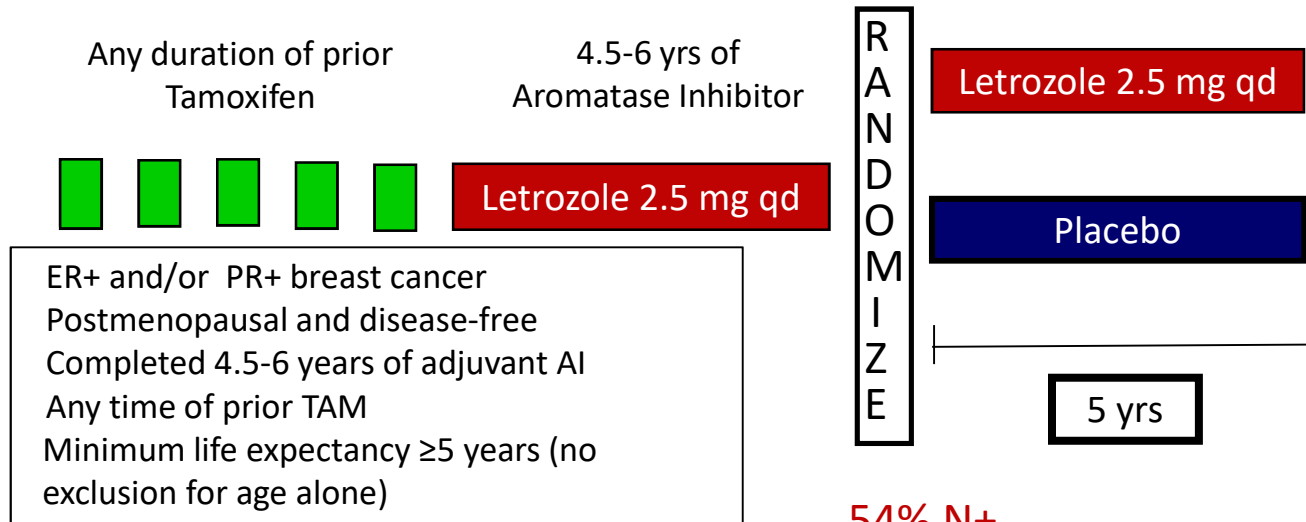 Any duration of prior
Tamoxifen
4.5-6 yrs of
Aromatase Inhibitor
Letrozole 2.5 mg qd
RANDOMIZE
Letrozole 2.5 mg qd
Placebo
5 yrs
ER+ and/or PR+ breast cancer
Postmenopausal and disease-free
Completed 4.5-6 years of adjuvant AI
Any time of prior TAM
Minimum life expectancy ≥5 years (no
exclusion for age alone)
54% N+